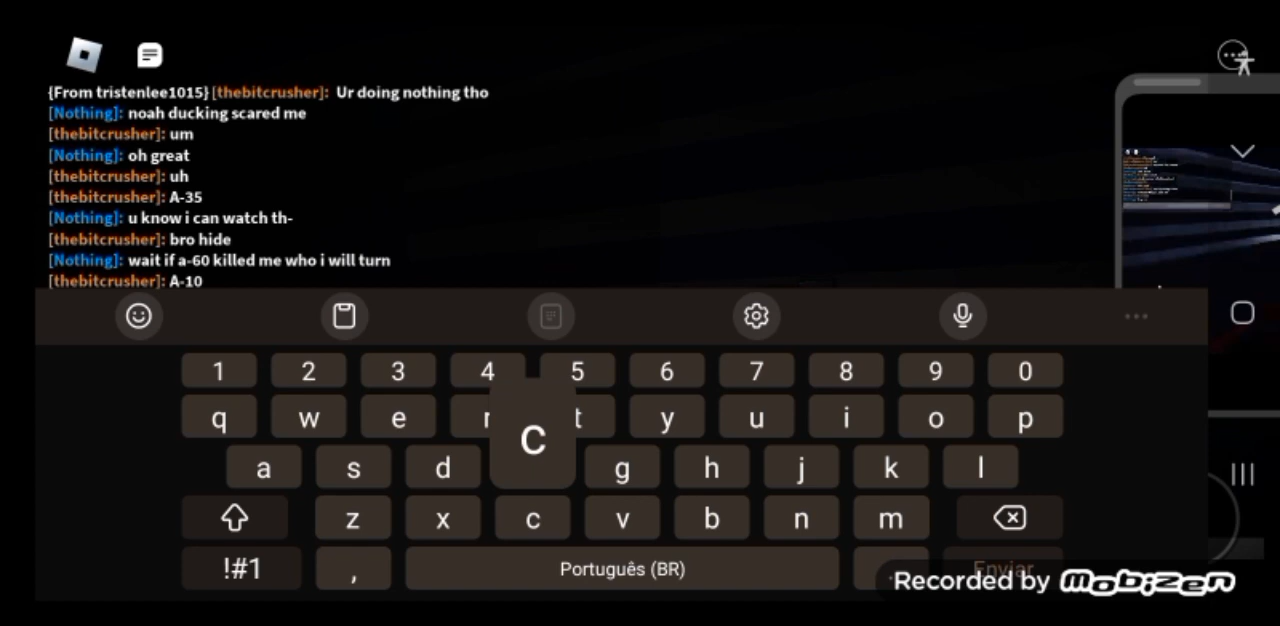 {From tristenlee1015} [thebitcrusher]: Ur doing nothing tho
[Nothing]: noah ducking scared me
[thebitcrusher]: um
[Nothing]: oh great
[thebitcrusher]: uh
[thebitcrusher]: A-35
[Nothing]: u know i can watch th-
[thebitcrusher]: bro hide
[Nothing]: wait if a-60 killed me who i will turn
[thebitcrusher]: A-10
1 2 3 4 5 6 7 8 9 0
q w e r t y u i o p
c
a s d g h j k l
z x c v b n m
!#1 , Português (BR) . Enviar
Recorded by mobizen